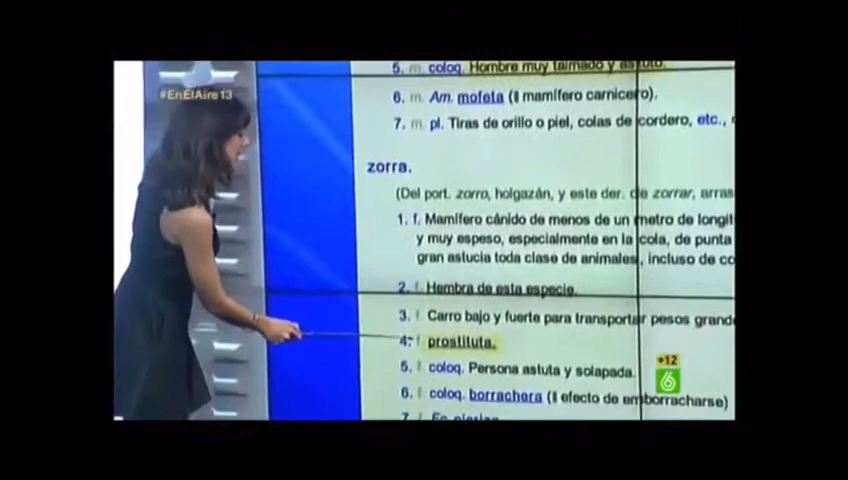 #EnElAire13
5. m. coloq. Hombre muy taimado y astuto.
6. m. Am. mofeta (‖ mamífero carnicero).
7. m. pl. Tiras de orillo o piel, colas de cordero, etc.,
zorra.
(Del port. zorro, holgazán, y este der. de zorrar, arras
1. f. Mamífero cánido de menos de un metro de longit
y muy espeso, especialmente en la cola, de punta
gran astucia toda clase de animales, incluso de co
2. f. Hembra de esta especie.
3. f. Carro bajo y fuerte para transportar pesos grande
4. f. prostituta.
5. f. coloq. Persona astuta y solapada.
6. f. coloq. borrachera (‖ efecto de emborracharse)
7. f.
+12
6